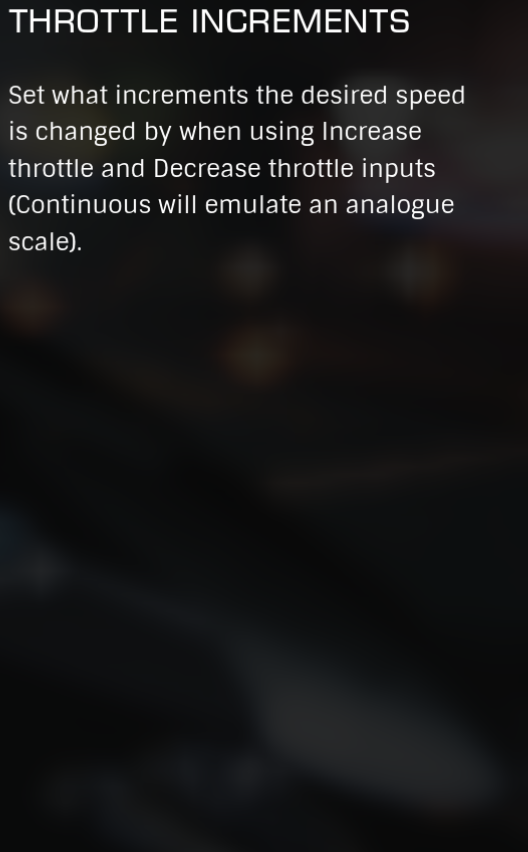 THROTTLE INCREMENTS
Set what increments the desired speed
is changed by when using Increase
throttle and Decrease throttle inputs
(Continuous will emulate an analogue
scale).